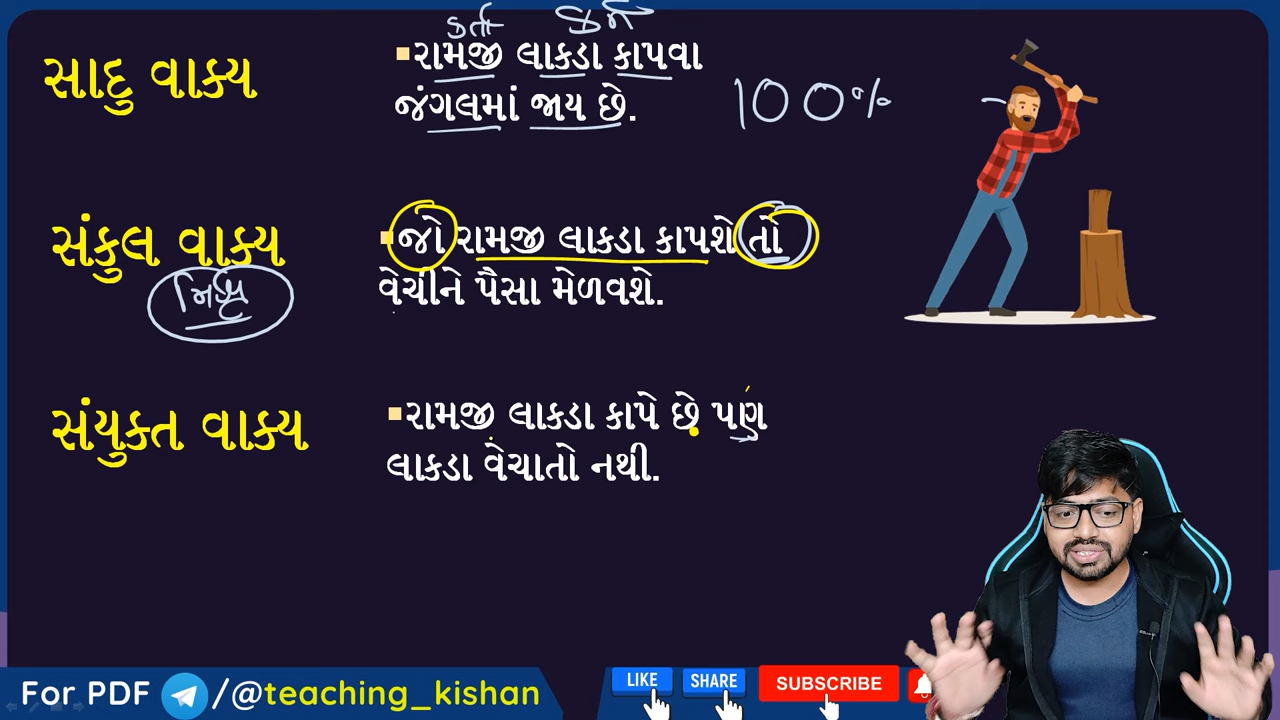 કર્તા કર્મ
સાદુ વાક્ય
▪રામજી લાકડા કાપવા
જંગલમાં જાય છે.
100%
સંકુલ વાક્ય
▪જો રામજી લાકડા કાપશે તો
વેચીને પૈસા મેળવશે.
મિશ્ર
સંયુક્ત વાક્ય
▪રામજી લાકડા કાપે છે પણ
લાકડા વેચાતો નથી.
For PDF /@teaching_kishan
LIKE SHARE SUBSCRIBE